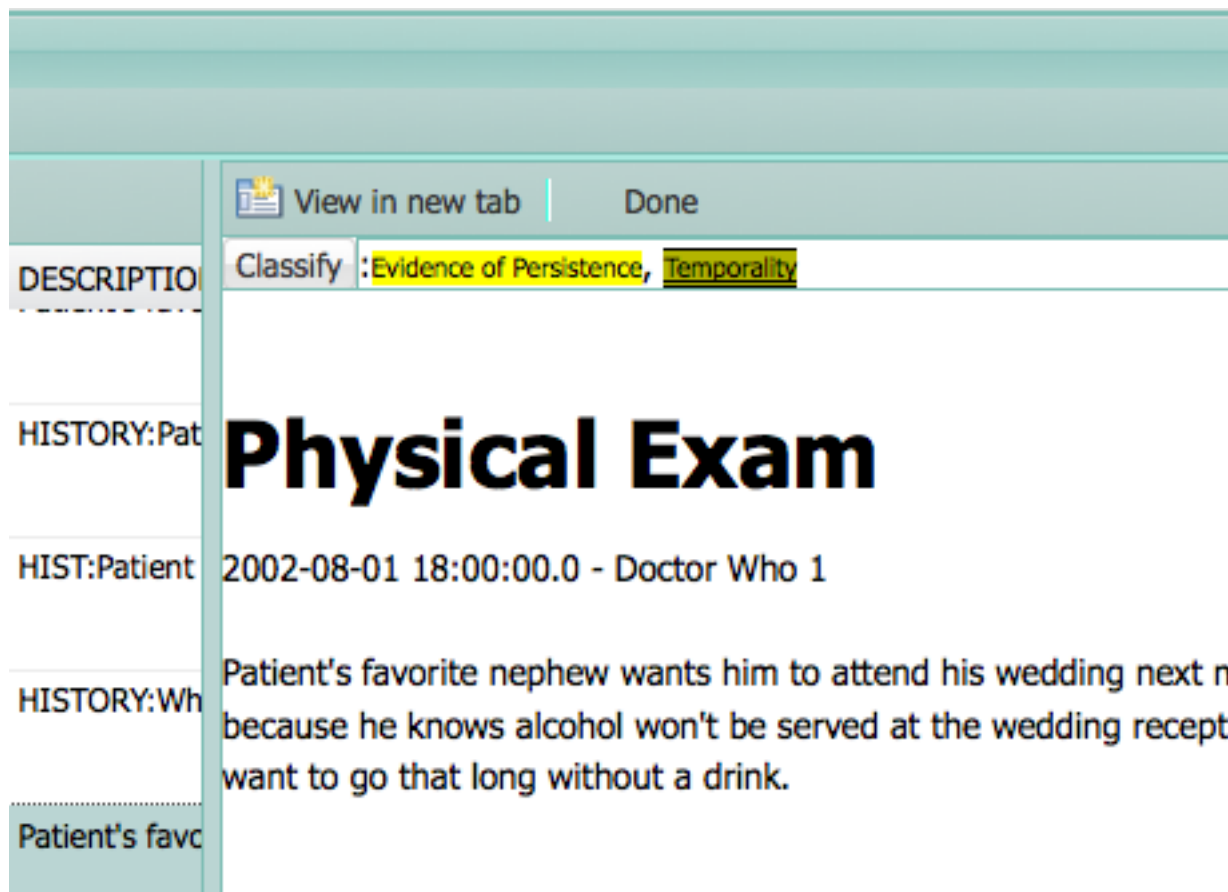 View in new tab Done
DESCRIPTIO
Classify :Evidence of Persistence, Temporality
HISTORY:Pat
HIST:Patient
HISTORY:Wh
Patient's favo
Physical Exam
2002-08-01 18:00:00.0 - Doctor Who 1
Patient's favorite nephew wants him to attend his wedding next
because he knows alcohol won't be served at the wedding recept
want to go that long without a drink.